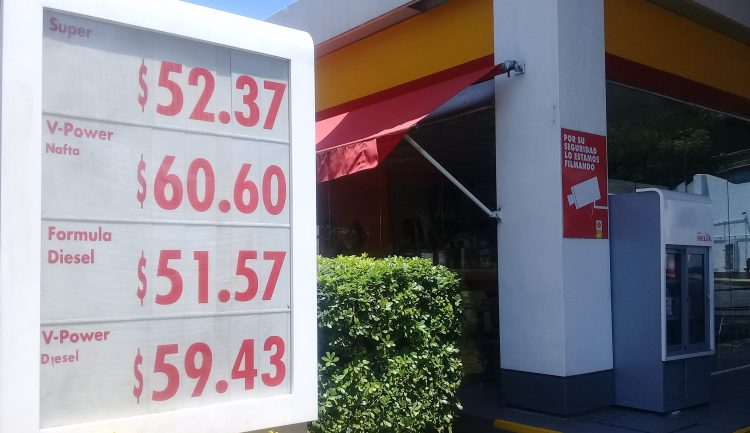 Super
$52.37
V-Power
Nafta
$60.60
Formula
Diesel
$51.57
V-Power
Diesel
$59.43
POR SU
SEGURIDAD
LO ESTAMOS
FILMANDO
HELIX